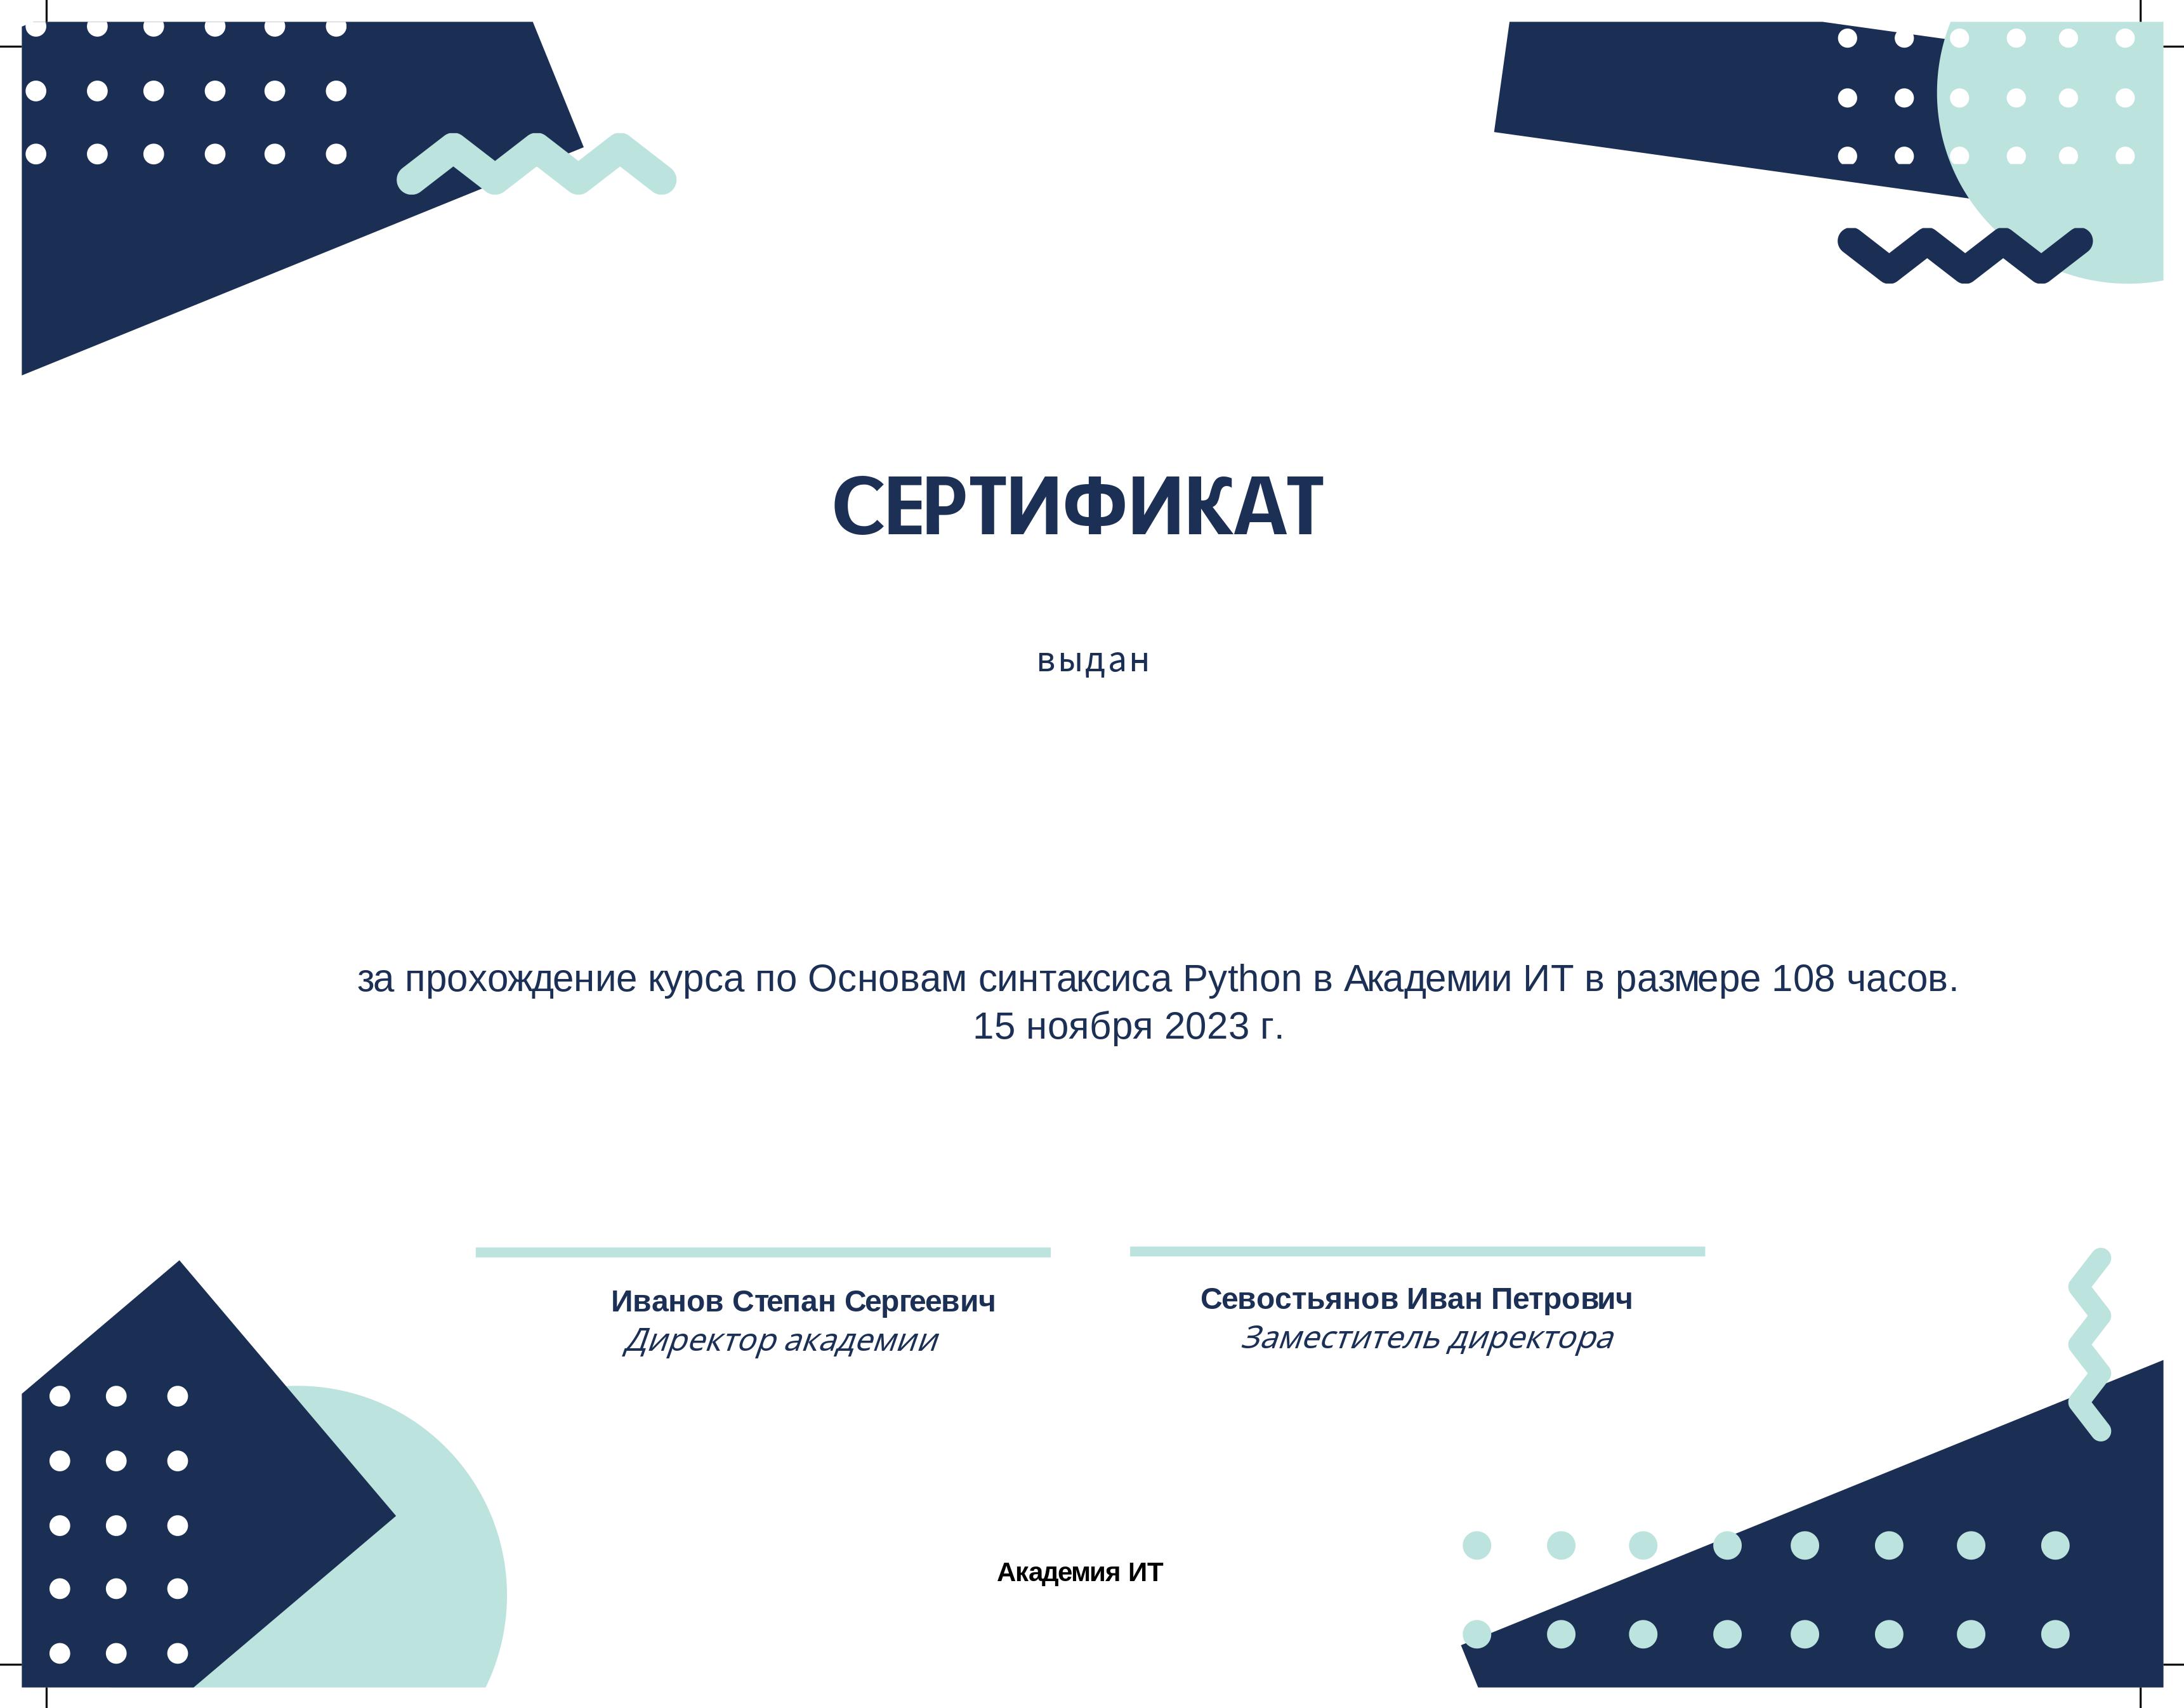 СЕРТИФИКАТ
выдан
за прохождение курса по Основам синтаксиса Python в Академии ИТ в размере 108 часов.
15 ноября 2023 г.
Иванов Степан Сергеевич
Директор академии
Севостьянов Иван Петрович
Заместитель директора
Академия ИТ